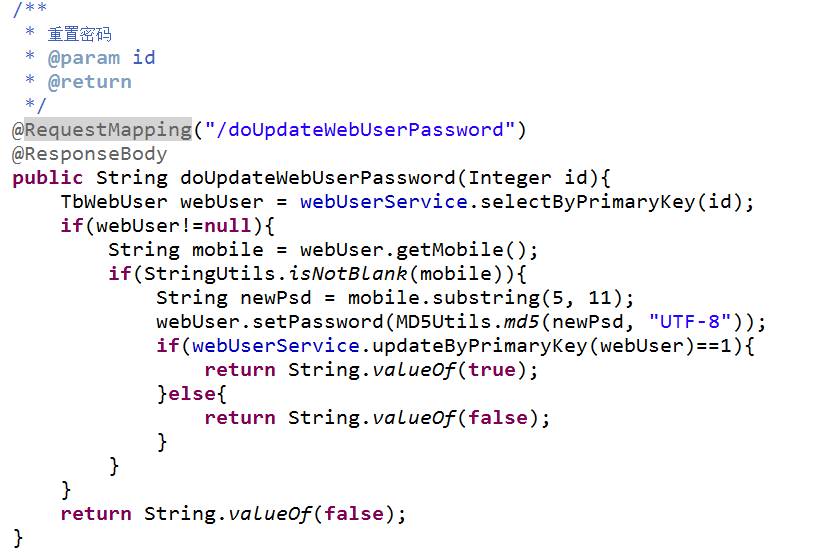 /**
 * 重置密码
 * @param id
 * @return
 */
@RequestMapping("/doUpdateWebUserPassword")
@ResponseBody
public String doUpdateWebUserPassword(Integer id){
    TbWebUser webUser = webUserService.selectByPrimaryKey(id);
    if(webUser!=null){
        String mobile = webUser.getMobile();
        if(StringUtils.isNotBlank(mobile)){
            String newPsd = mobile.substring(5, 11);
            webUser.setPassword(MD5Utils.md5(newPsd, "UTF-8"));
            if(webUserService.updateByPrimaryKey(webUser)==1){
                return String.valueOf(true);
            }else{
                return String.valueOf(false);
            }
        }
    }
    return String.valueOf(false);
}